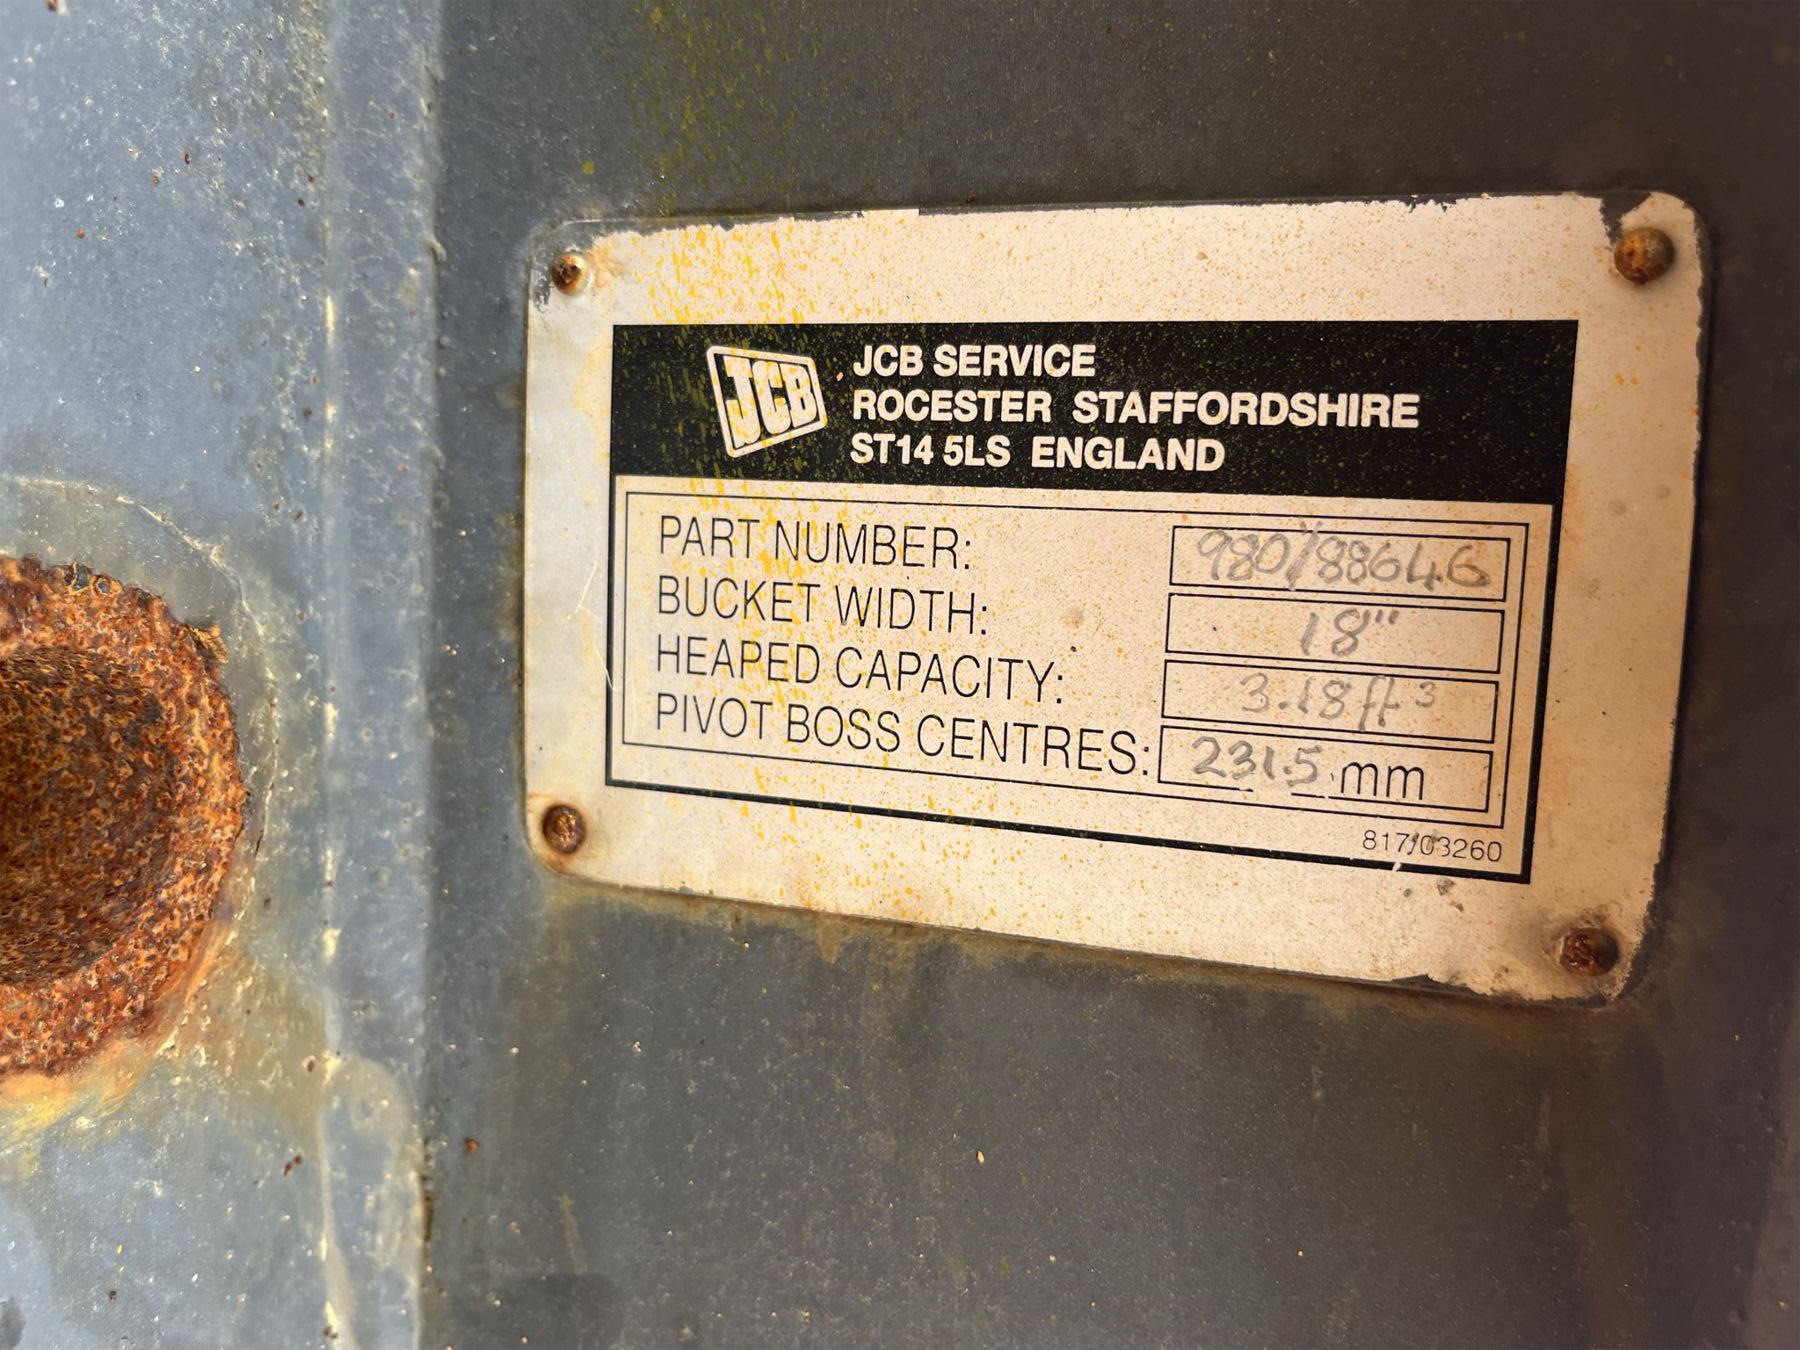 JCB
JCB SERVICE
ROCESTER STAFFORDSHIRE
ST14 5LS ENGLAND
PART NUMBER: 980/88646
BUCKET WIDTH: 18"
HEAPED CAPACITY: 3.18ft³
PIVOT BOSS CENTRES: 231.5 mm
817/03260